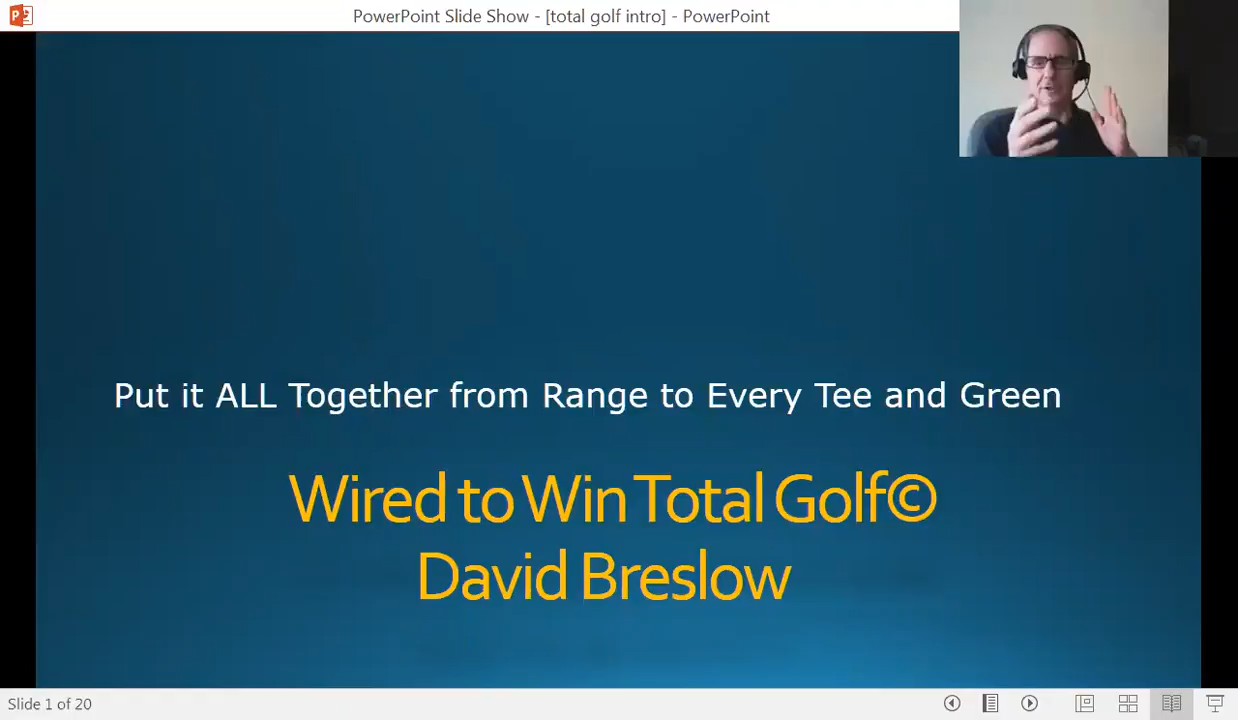 PowerPoint Slide Show - [total golf intro] - PowerPoint
Put it ALL Together from Range to Every Tee and Green
Wired to Win Total Golf©
David Breslow
Slide 1 of 20